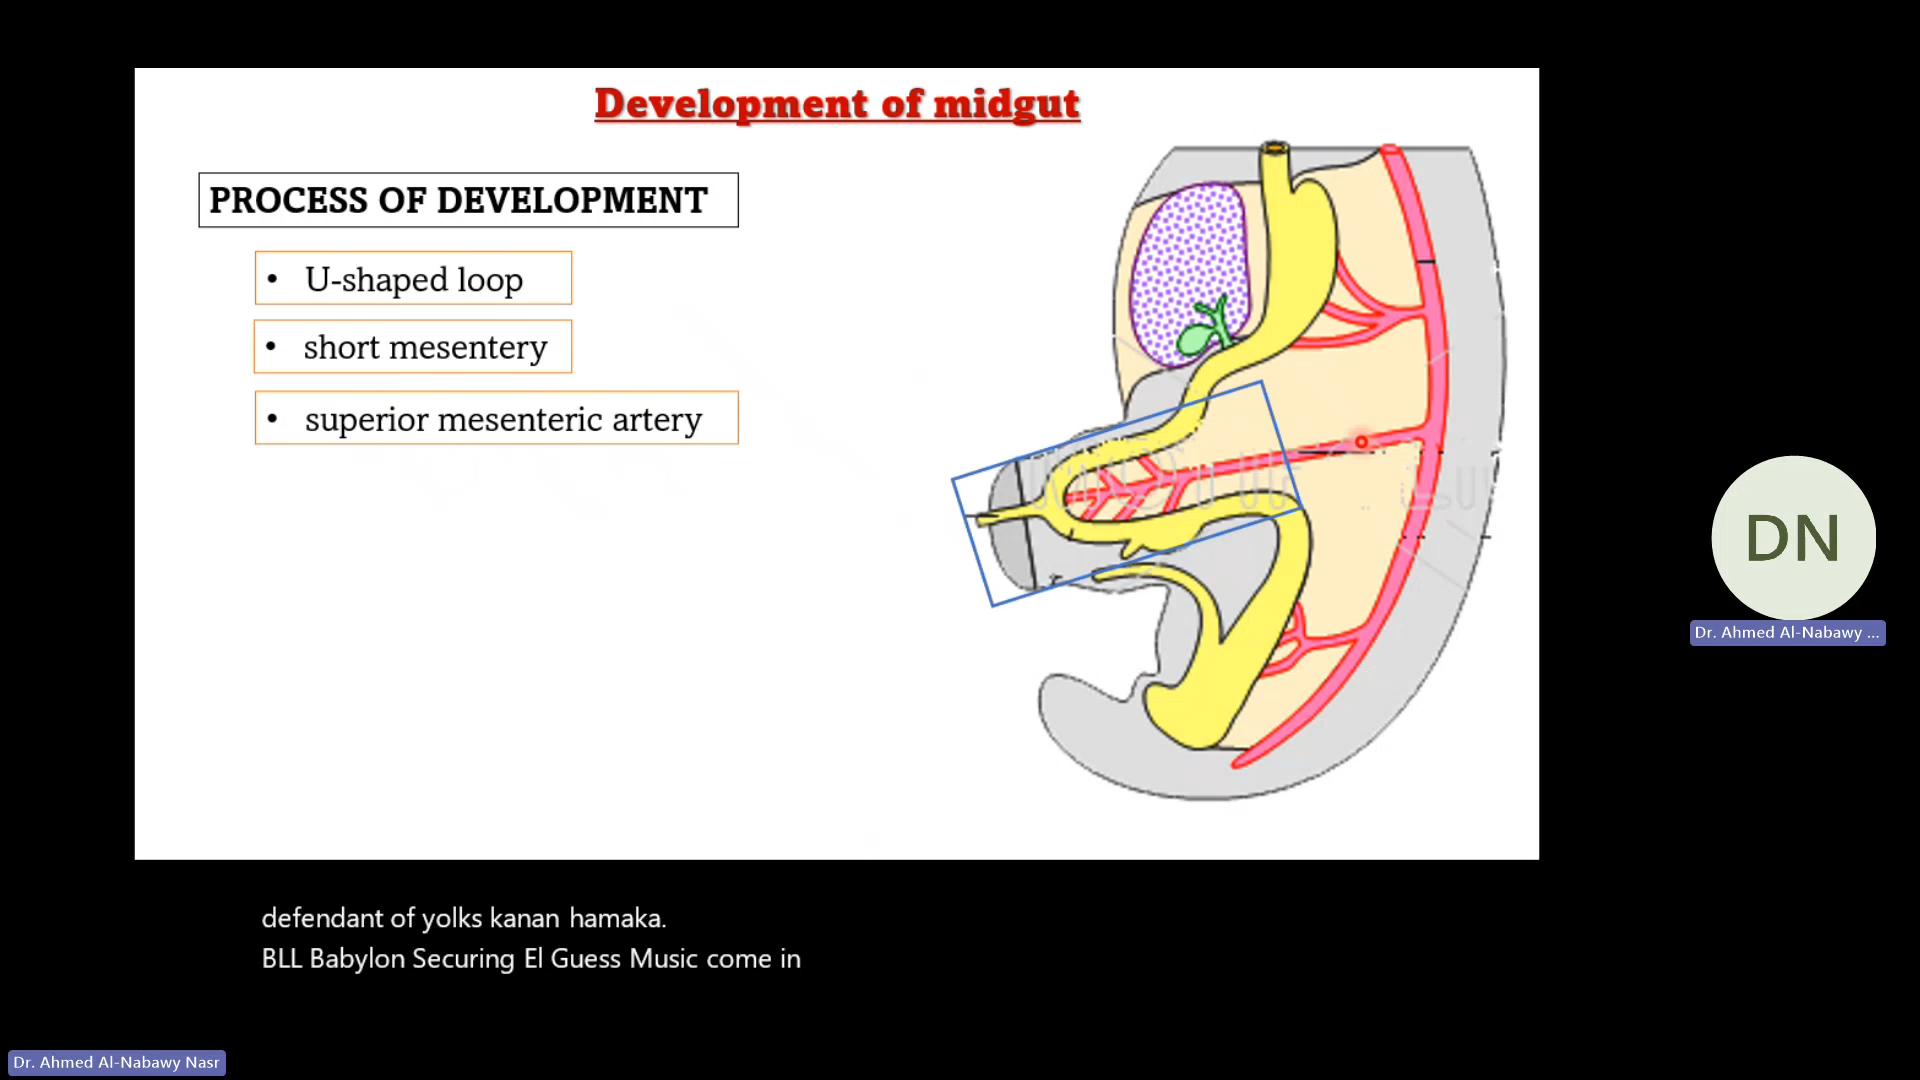 Development of midgut
PROCESS OF DEVELOPMENT
• U-shaped loop
• short mesentery
• superior mesenteric artery
DN
Dr. Ahmed Al-Nabawy ...
defendant of yolks kanan hamaka.
BLL Babylon Securing El Guess Music come in
Dr. Ahmed Al-Nabawy Nasr